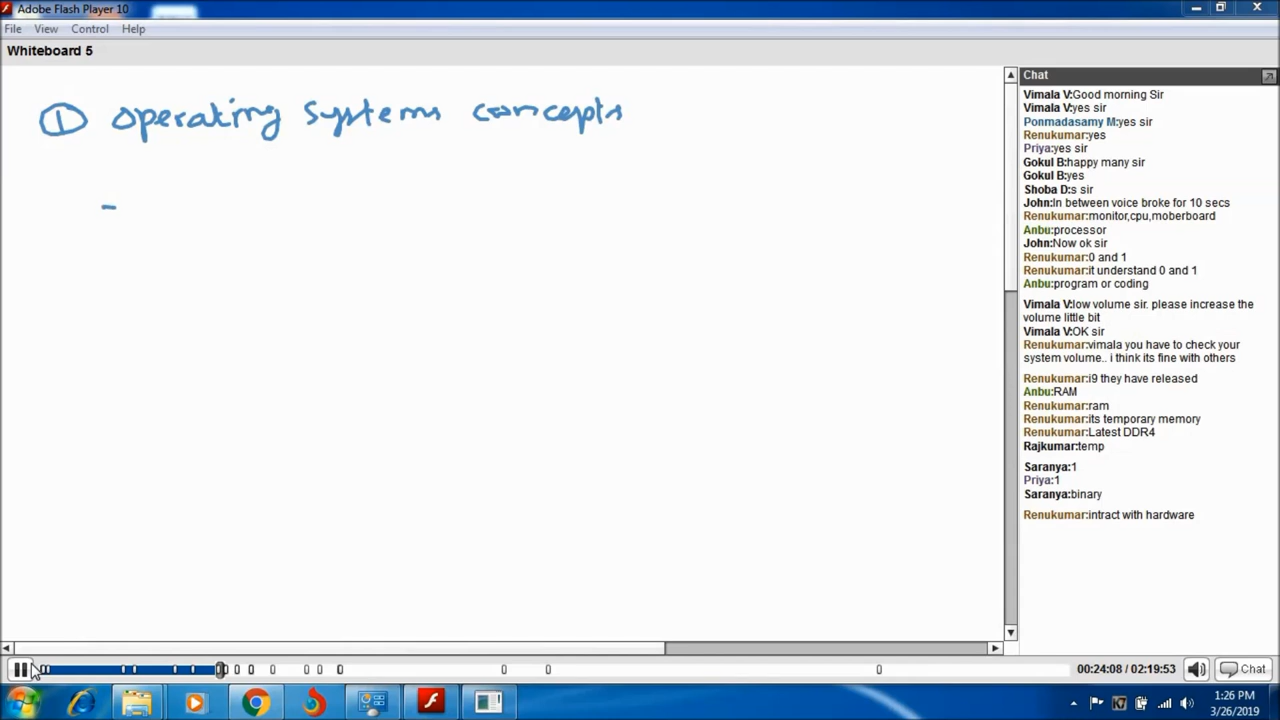 Adobe Flash Player 10
File View Control Help
Whiteboard 5
① operating systems concepts
-
Chat
Vimala V:Good morning Sir
Vimala V:yes sir
Ponmadasamy M:yes sir
Renukumar:yes
Priya:yes sir
Gokul B:happy many sir
Gokul B:yes
Shoba D:s sir
John:In between voice broke for 10 secs
Renukumar:monitor,cpu,moberboard
Anbu:processor
John:Now ok sir
Renukumar:0 and 1
Renukumar:it understand 0 and 1
Anbu:program or coding
Vimala V:low volume sir. please increase the
volume little bit
Vimala V:OK sir
Renukumar:vimala you have to check your
system volume.. i think its fine with others
Renukumar:i9 they have released
Anbu:RAM
Renukumar:ram
Renukumar:its temporary memory
Renukumar:Latest DDR4
Rajkumar:temp
Saranya:1
Priya:1
Saranya:binary
Renukumar:intract with hardware
00:24:08 / 02:19:53
Chat
1:26 PM
3/26/2019